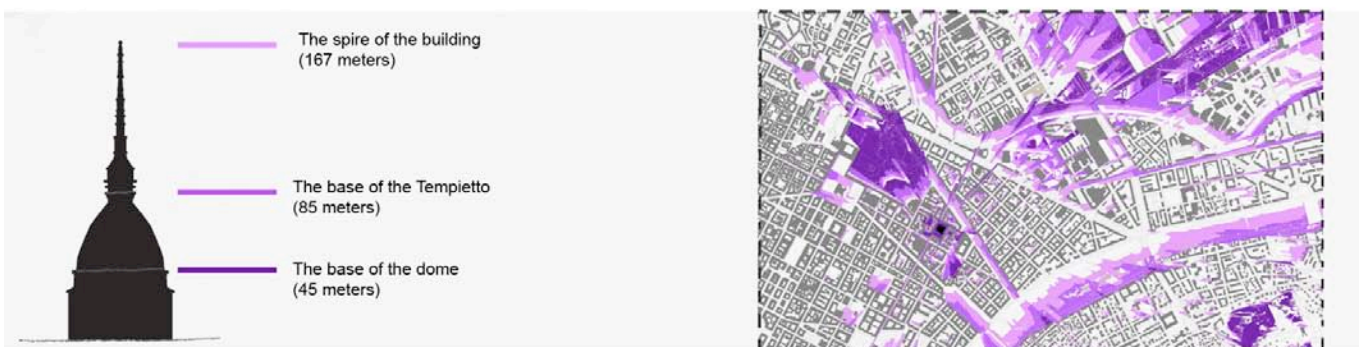 The spire of the building
(167 meters)
The base of the Tempietto
(85 meters)
The base of the dome
(45 meters)